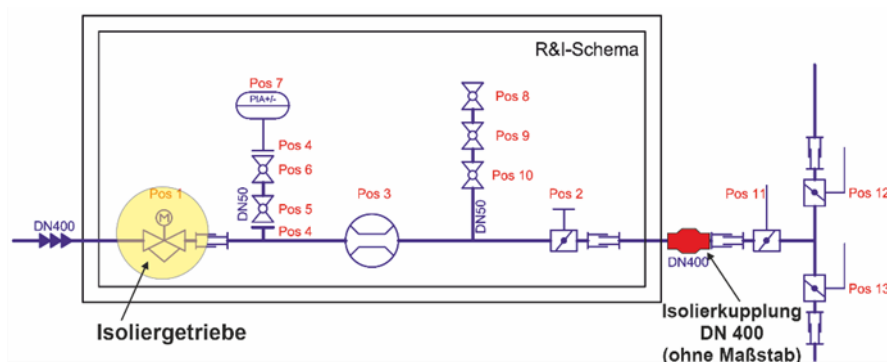 R&I-Schema
Pos 7
PIA+/-
Pos 8
Pos 4
Pos 9
Pos 6
Pos 10
Pos 1
M
DN50
Pos 3
Pos 2
Pos 11
Pos 12
DN400
Pos 5
DN50
Pos 4
DN400
Pos 13
Isoliergetriebe
Isolierkupplung
DN 400
(ohne Maßstab)